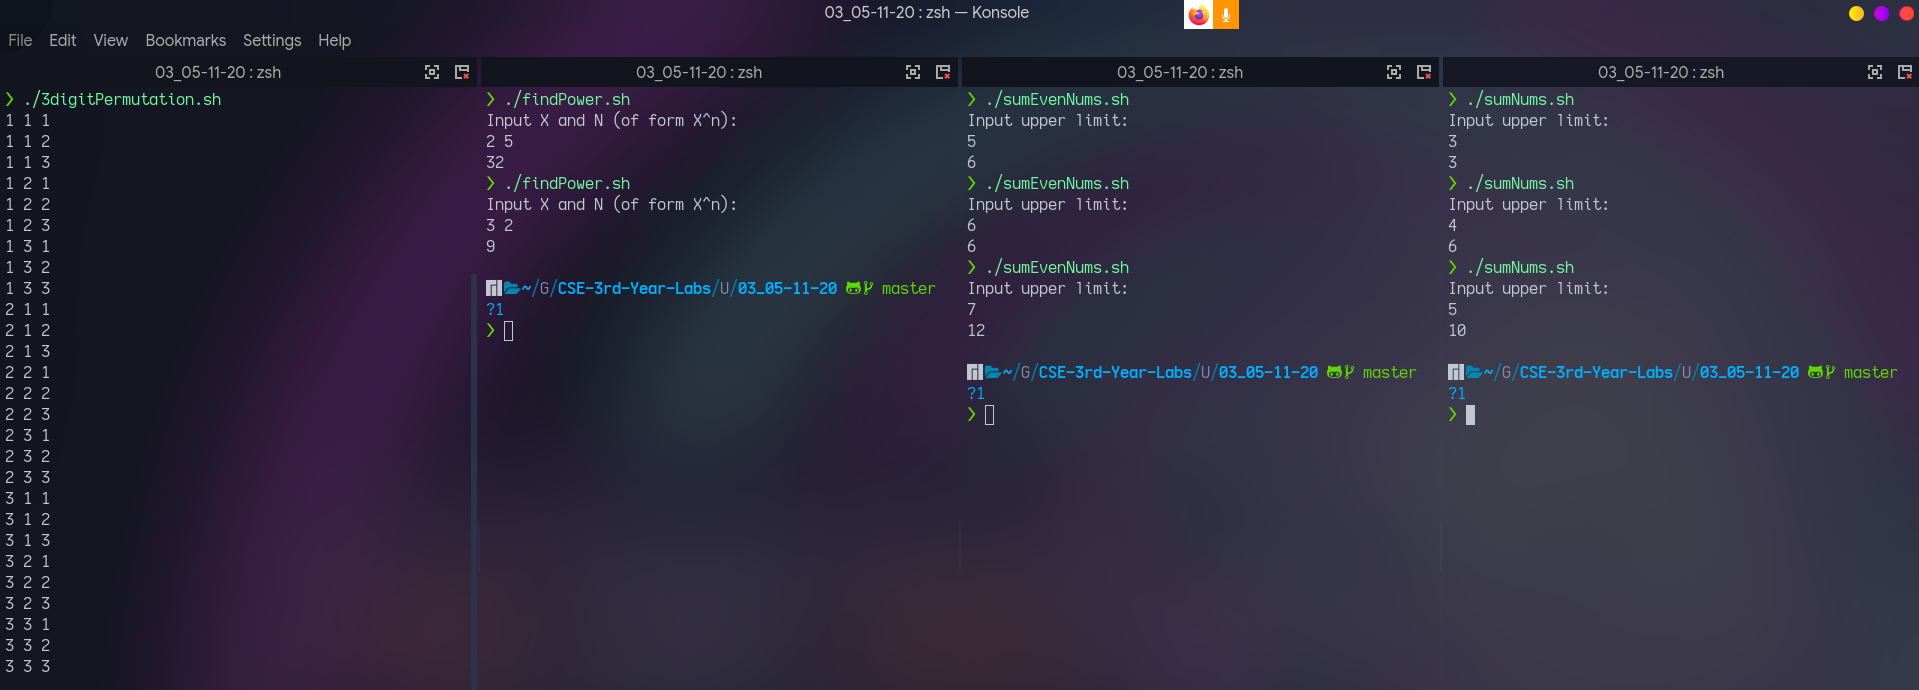 03_05-11-20 : zsh — Konsole
File Edit View Bookmarks Settings Help
03_05-11-20 : zsh
❯ ./3digitPermutation.sh
1 1 1
1 1 2
1 1 3
1 2 1
1 2 2
1 2 3
1 3 1
1 3 2
1 3 3
2 1 1
2 1 2
2 1 3
2 2 1
2 2 2
2 2 3
2 3 1
2 3 2
2 3 3
3 1 1
3 1 2
3 1 3
3 2 1
3 2 2
3 2 3
3 3 1
3 3 2
3 3 3
03_05-11-20 : zsh
❯ ./findPower.sh
Input X and N (of form X^n):
2 5
32
❯ ./findPower.sh
Input X and N (of form X^n):
3 2
9
~/G/CSE-3rd-Year-Labs/U/03_05-11-20 master
?1
❯
03_05-11-20 : zsh
❯ ./sumEvenNums.sh
Input upper limit:
5
6
❯ ./sumEvenNums.sh
Input upper limit:
6
6
❯ ./sumEvenNums.sh
Input upper limit:
7
12
~/G/CSE-3rd-Year-Labs/U/03_05-11-20 master
?1
❯
03_05-11-20 : zsh
❯ ./sumNums.sh
Input upper limit:
3
3
❯ ./sumNums.sh
Input upper limit:
4
6
❯ ./sumNums.sh
Input upper limit:
5
10
~/G/CSE-3rd-Year-Labs/U/03_05-11-20 master
?1
❯